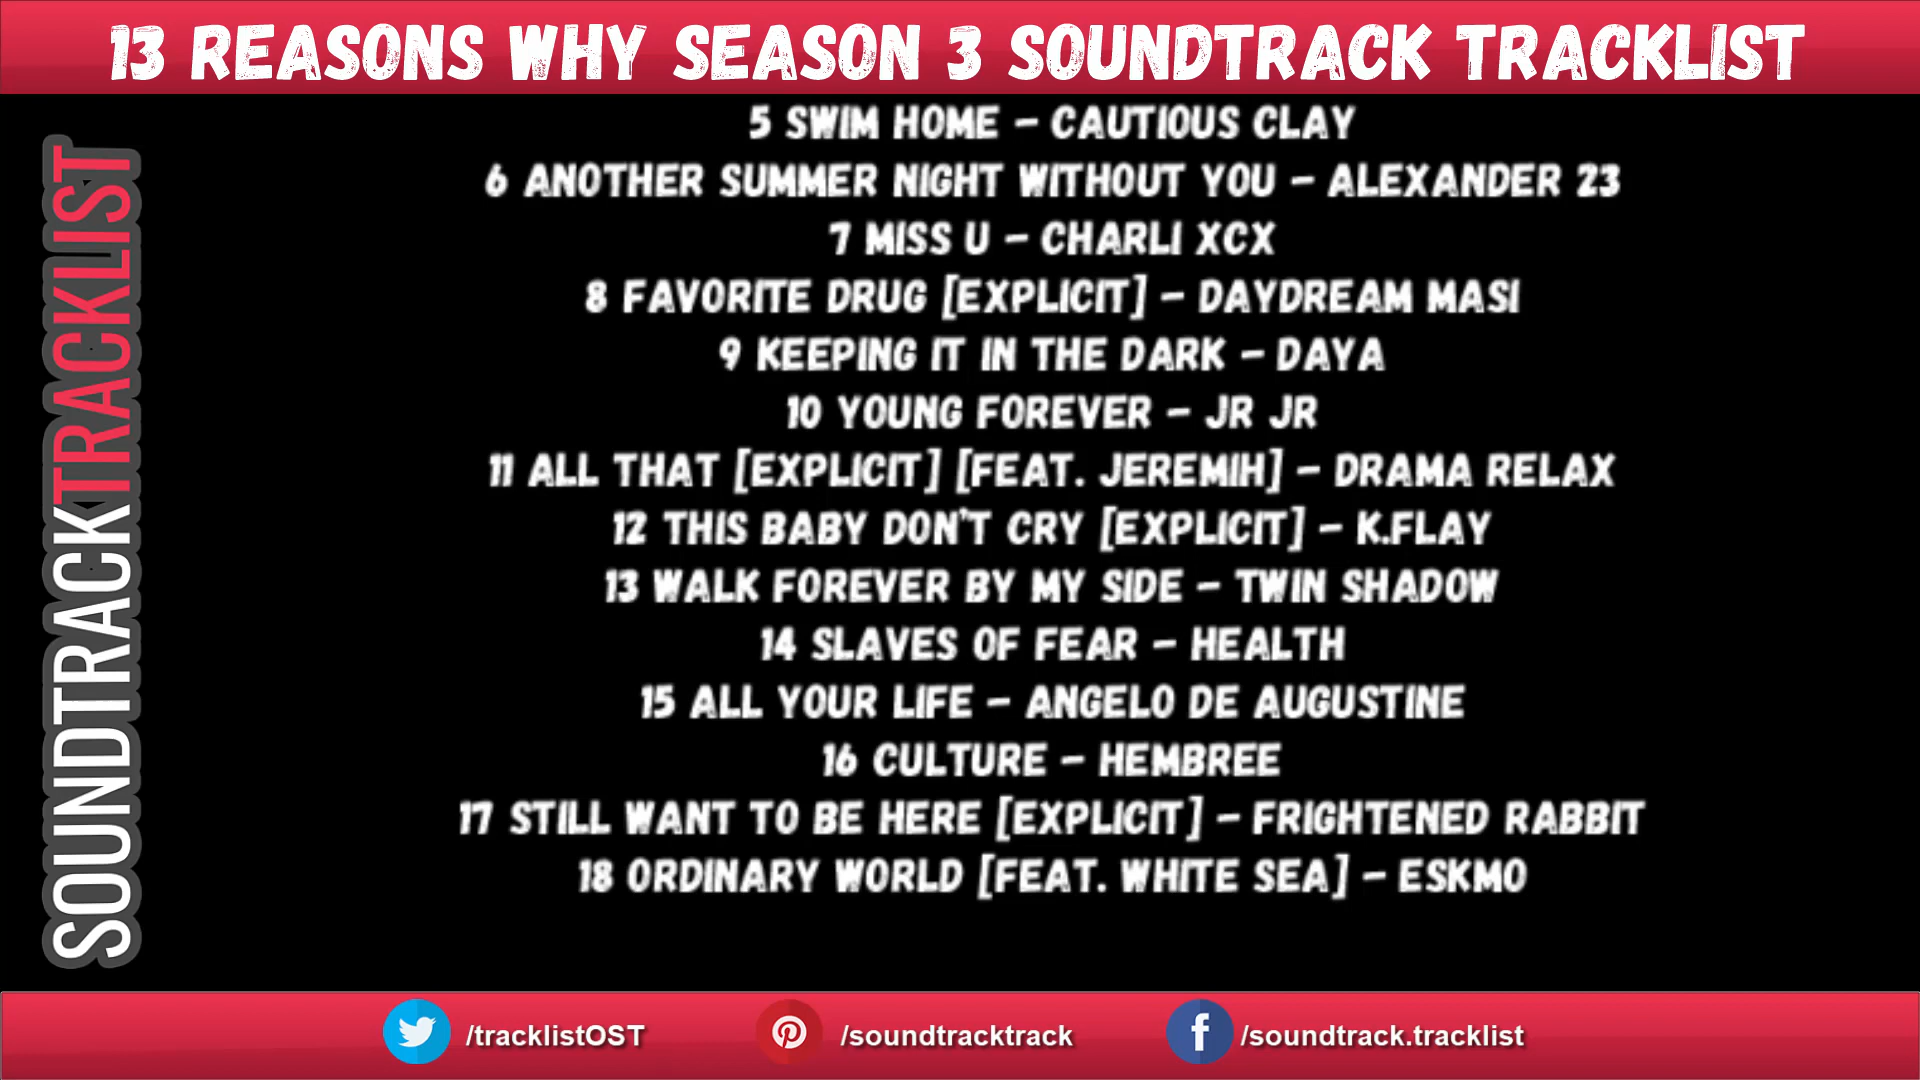 13 REASONS WHY SEASON 3 SOUNDTRACK TRACKLIST
SOUNDTRACKTRACKLIST
5 SWIM HOME – CAUTIOUS CLAY
6 ANOTHER SUMMER NIGHT WITHOUT YOU – ALEXANDER 23
7 MISS U – CHARLI XCX
8 FAVORITE DRUG [EXPLICIT] – DAYDREAM MASI
9 KEEPING IT IN THE DARK – DAYA
10 YOUNG FOREVER – JR JR
11 ALL THAT [EXPLICIT] [FEAT. JEREMIH] – DRAMA RELAX
12 THIS BABY DON'T CRY [EXPLICIT] – K.FLAY
13 WALK FOREVER BY MY SIDE – TWIN SHADOW
14 SLAVES OF FEAR – HEALTH
15 ALL YOUR LIFE – ANGELO DE AUGUSTINE
16 CULTURE – HEMBREE
17 STILL WANT TO BE HERE [EXPLICIT] – FRIGHTENED RABBIT
18 ORDINARY WORLD [FEAT. WHITE SEA] – ESKMO
/tracklistOST /soundtracktrack /soundtrack.tracklist